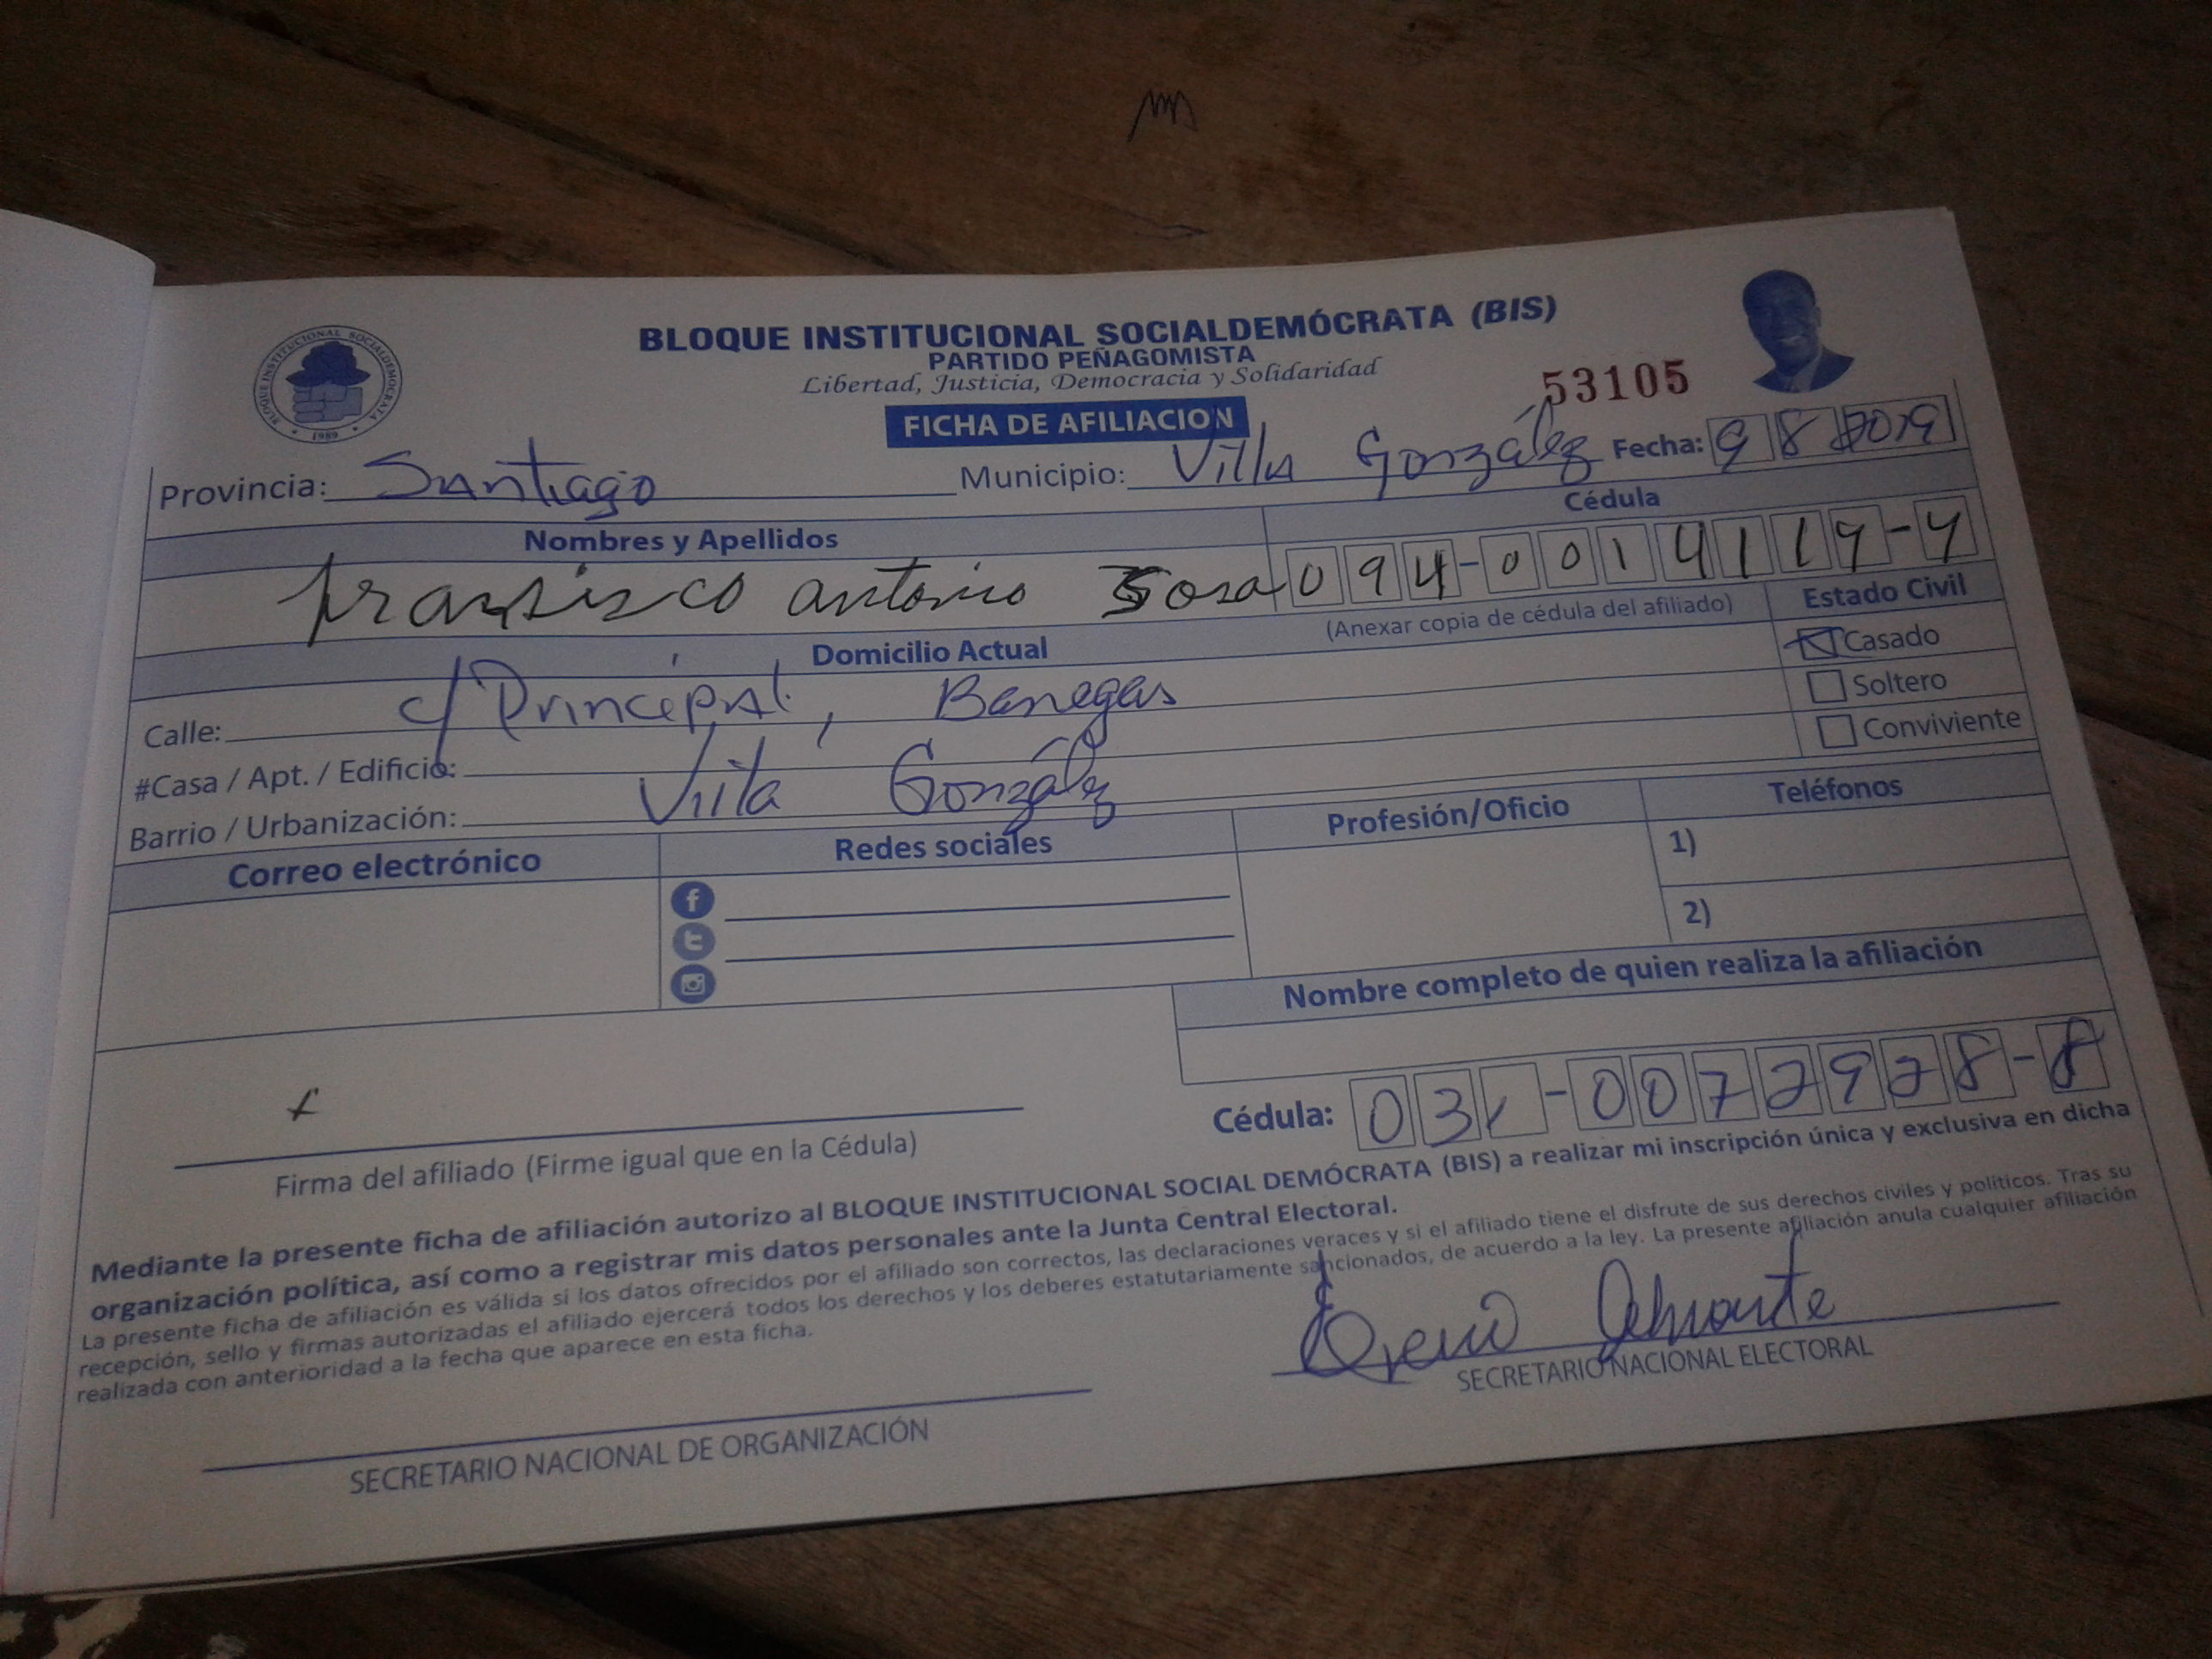 BLOQUE INSTITUCIONAL SOCIALDEMÓCRATA (BIS)
PARTIDO PEÑAGOMISTA
Libertad, Justicia, Democracia y Solidaridad
BLOQUE INSTITUCIONAL SOCIALDEMOCRATA
1989
53105
FICHA DE AFILIACION
Provincia: Santiago Municipio: Villa González Fecha: 9 8 2019
Nombres y Apellidos Cédula
fransisco antonio Sosa 094-0014119-4
(Anexar copia de cédula del afiliado)
Domicilio Actual Estado Civil
Casado
Soltero
Conviviente
Calle: c/ Principal, Banegas
#Casa / Apt. / Edificio:
Barrio / Urbanización: Villa González
Correo electrónico Redes sociales Profesión/Oficio Teléfonos
1)
2)
Nombre completo de quien realiza la afiliación
Cédula: 031-0072928-8
x
Firma del afiliado (Firme igual que en la Cédula)
Mediante la presente ficha de afiliación autorizo al BLOQUE INSTITUCIONAL SOCIAL DEMÓCRATA (BIS) a realizar mi inscripción única y exclusiva en dicha
organización política, así como a registrar mis datos personales ante la Junta Central Electoral.
La presente ficha de afiliación es válida si los datos ofrecidos por el afiliado son correctos, las declaraciones veraces y si el afiliado tiene el disfrute de sus derechos civiles y políticos. Tras su
recepción, sello y firmas autorizadas el afiliado ejercerá todos los derechos y los deberes estatutariamente sancionados, de acuerdo a la ley. La presente afiliación anula cualquier afiliación
realizada con anterioridad a la fecha que aparece en esta ficha.
SECRETARIO NACIONAL ELECTORAL
SECRETARIO NACIONAL DE ORGANIZACIÓN